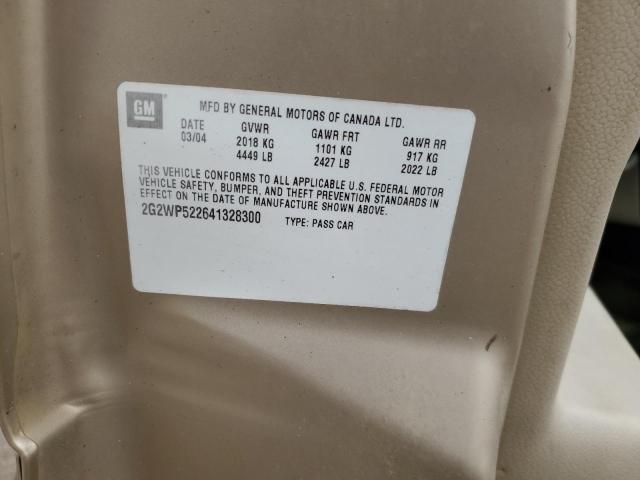 GM
MFD BY GENERAL MOTORS OF CANADA LTD.
DATE GVWR GAWR FRT GAWR RR
03/04 2018 KG 1101 KG 917 KG
4449 LB 2427 LB 2022 LB
THIS VEHICLE CONFORMS TO ALL APPLICABLE U.S. FEDERAL MOTOR
VEHICLE SAFETY, BUMPER, AND THEFT PREVENTION STANDARDS IN
EFFECT ON THE DATE OF MANUFACTURE SHOWN ABOVE.
2G2WP522641328300 TYPE: PASS CAR